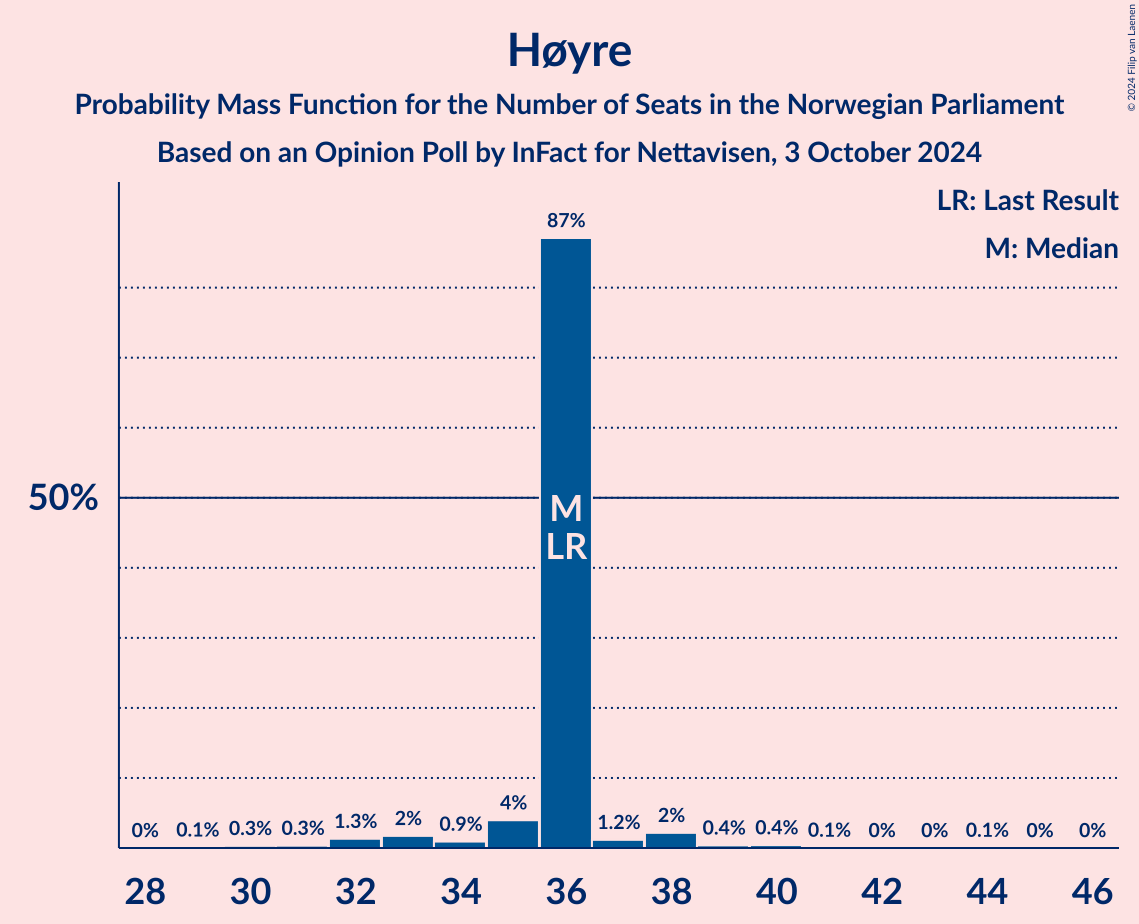 Høyre
Probability Mass Function for the Number of Seats in the Norwegian Parliament
Based on an Opinion Poll by InFact for Nettavisen, 3 October 2024
© 2024 Filip van Laenen
LR: Last Result
M: Median
87%
50%
M
LR
0% 0.1% 0.3% 0.3% 1.3% 2% 0.9% 4% 1.2% 2% 0.4% 0.4% 0.1% 0% 0% 0.1% 0% 0%
28 30 32 34 36 38 40 42 44 46